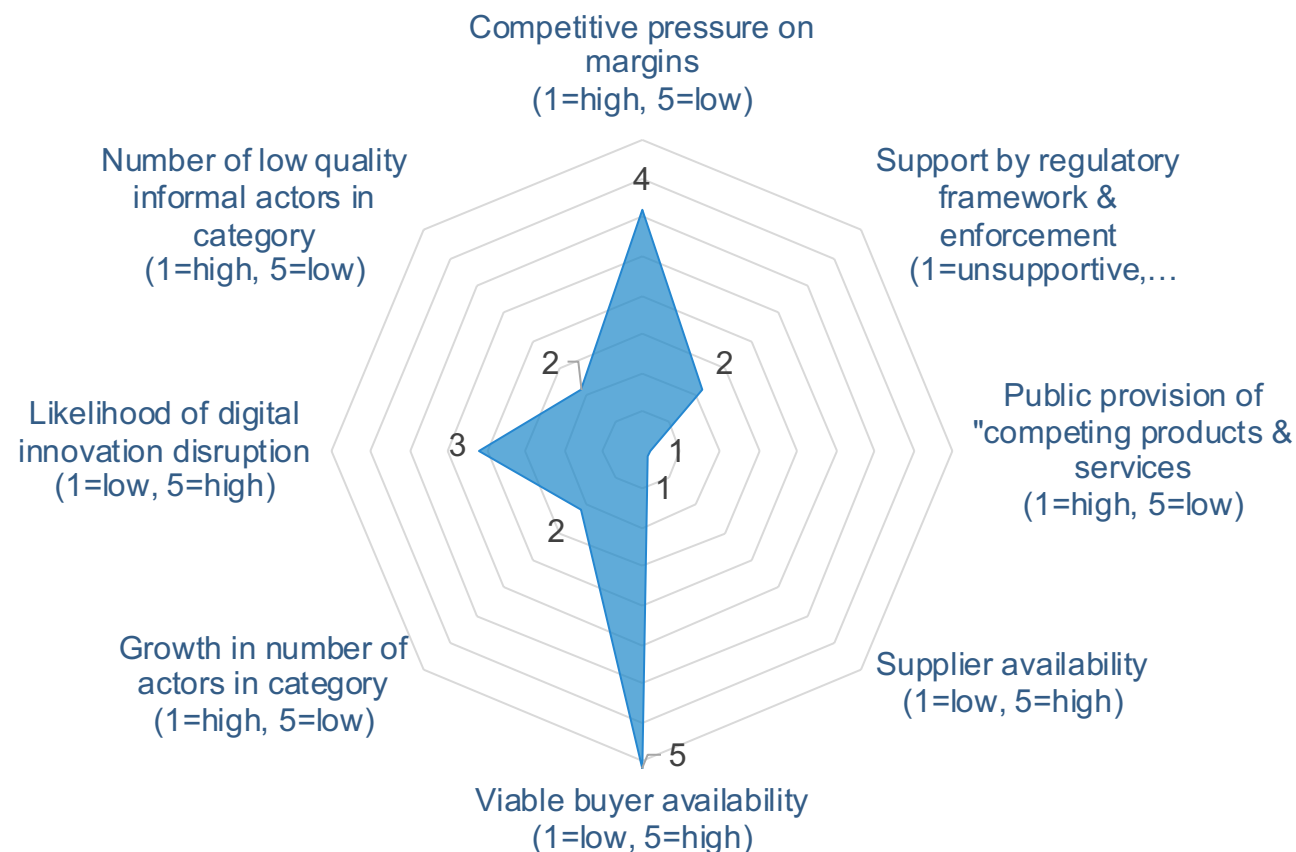 Competitive pressure on
margins
(1=high, 5=low)
Number of low quality
informal actors in
category
(1=high, 5=low)
Support by regulatory
framework &
enforcement
(1=unsupportive,…
4
2
2
Likelihood of digital
innovation disruption
(1=low, 5=high)
3
1
Public provision of
"competing products &
services
(1=high, 5=low)
1
2
Growth in number of
actors in category
(1=high, 5=low)
Supplier availability
(1=low, 5=high)
5
Viable buyer availability
(1=low, 5=high)